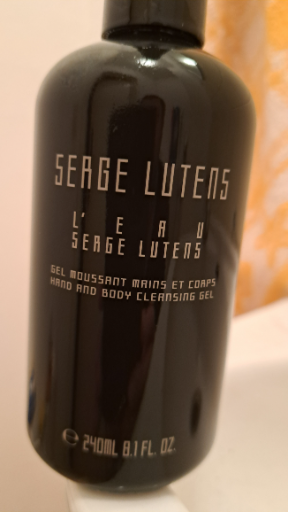 SERGE LUTENS
L'EAU
SERGE LUTENS
GEL MOUSSANT MAINS ET CORPS
HAND AND BODY CLEANSING GEL
℮ 240ML 8.1 FL. OZ.